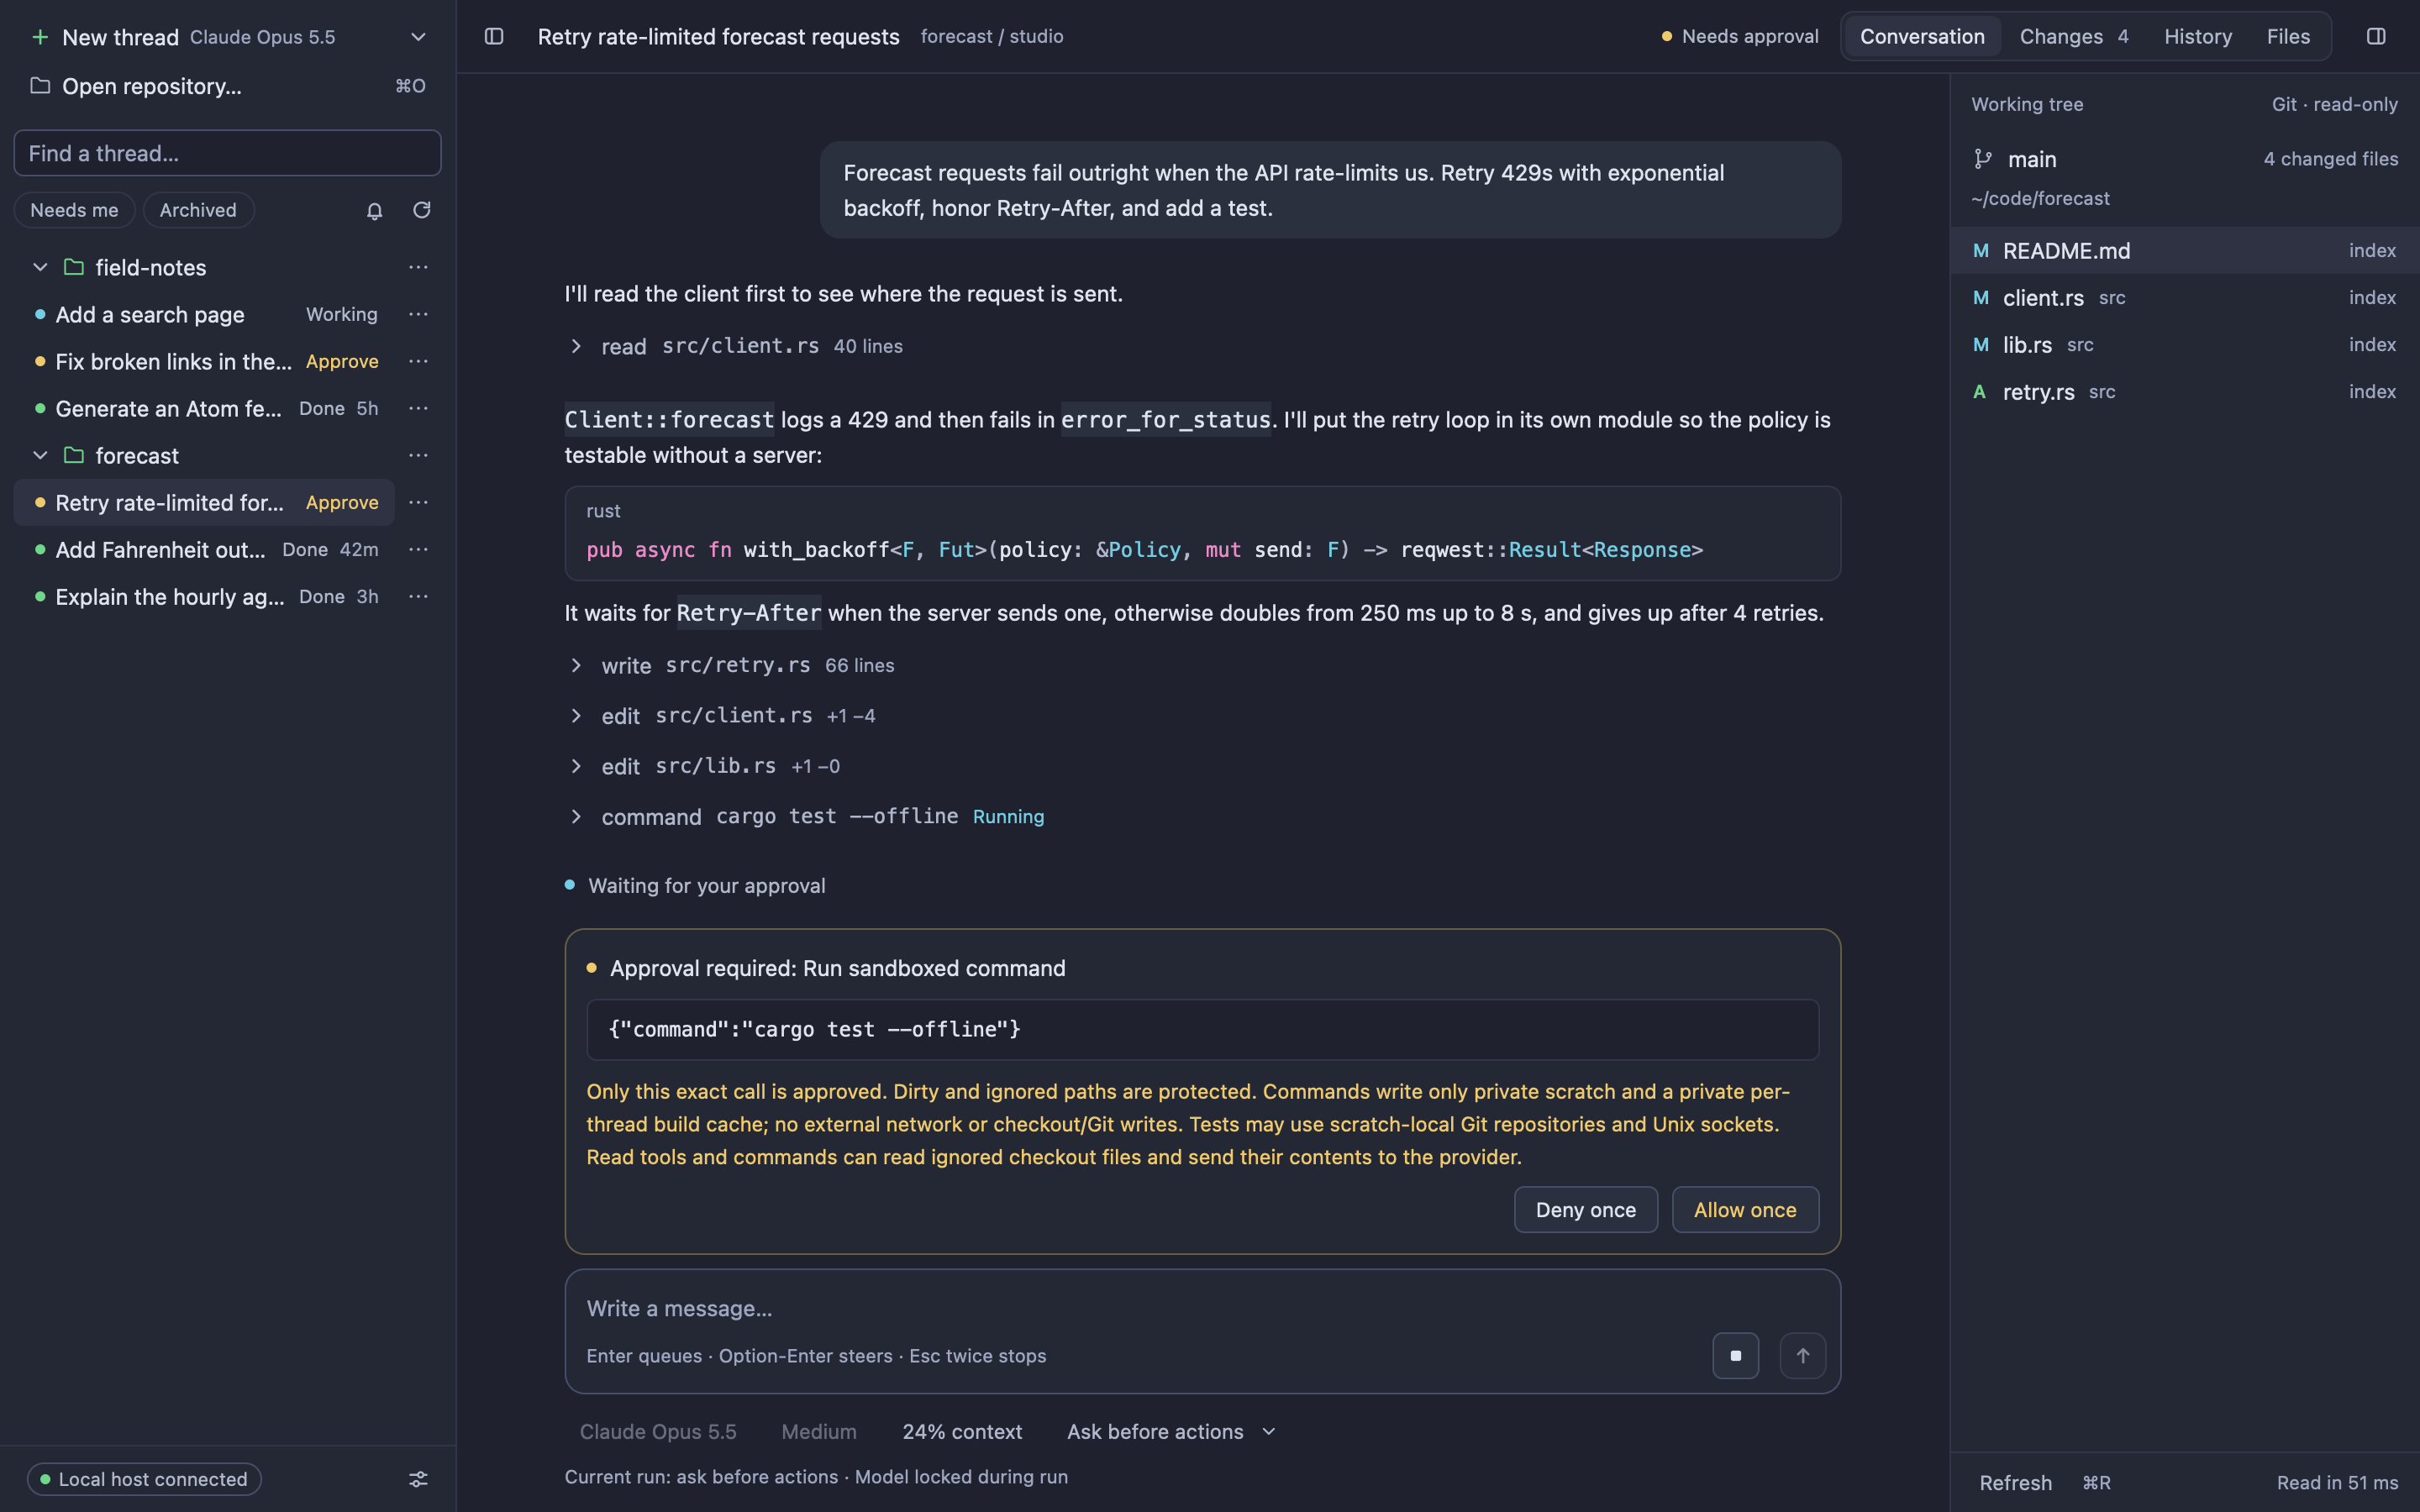 New thread Claude Opus 5.5
Open repository... ⌘O
Find a thread...
Needs me Archived
field-notes
Add a search page Working
Fix broken links in the... Approve
Generate an Atom fe... Done 5h
forecast
Retry rate-limited for... Approve
Add Fahrenheit out... Done 42m
Explain the hourly ag... Done 3h
Local host connected
Retry rate-limited forecast requests forecast / studio
Needs approval Conversation Changes 4 History Files
Forecast requests fail outright when the API rate-limits us. Retry 429s with exponential
backoff, honor Retry-After, and add a test.
I'll read the client first to see where the request is sent.
read src/client.rs 40 lines
Client::forecast logs a 429 and then fails in error_for_status. I'll put the retry loop in its own module so the policy is
testable without a server:
rust
pub async fn with_backoff<F, Fut>(policy: &Policy, mut send: F) -> reqwest::Result<Response>
It waits for Retry-After when the server sends one, otherwise doubles from 250 ms up to 8 s, and gives up after 4 retries.
write src/retry.rs 66 lines
edit src/client.rs +1 −4
edit src/lib.rs +1 −0
command cargo test --offline Running
Waiting for your approval
Approval required: Run sandboxed command
{"command":"cargo test --offline"}
Only this exact call is approved. Dirty and ignored paths are protected. Commands write only private scratch and a private per-
thread build cache; no external network or checkout/Git writes. Tests may use scratch-local Git repositories and Unix sockets.
Read tools and commands can read ignored checkout files and send their contents to the provider.
Deny once Allow once
Write a message...
Enter queues · Option-Enter steers · Esc twice stops
Claude Opus 5.5 Medium 24% context Ask before actions
Current run: ask before actions · Model locked during run
Working tree Git · read-only
main 4 changed files
~/code/forecast
M README.md index
M client.rs src index
M lib.rs src index
A retry.rs src index
Refresh ⌘R Read in 51 ms